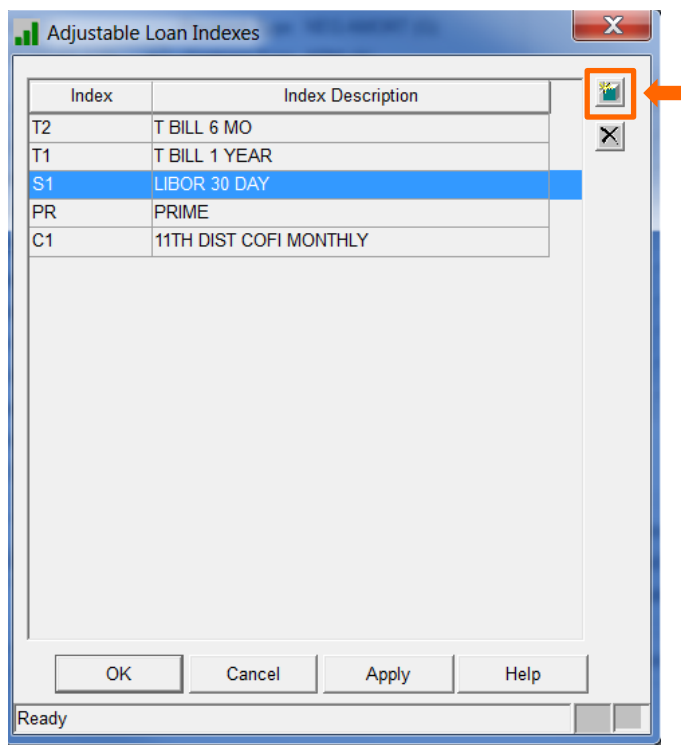 Adjustable Loan Indexes
Index Index Description
T2 T BILL 6 MO
T1 T BILL 1 YEAR
S1 LIBOR 30 DAY
PR PRIME
C1 11TH DIST COFI MONTHLY
OK Cancel Apply Help
Ready